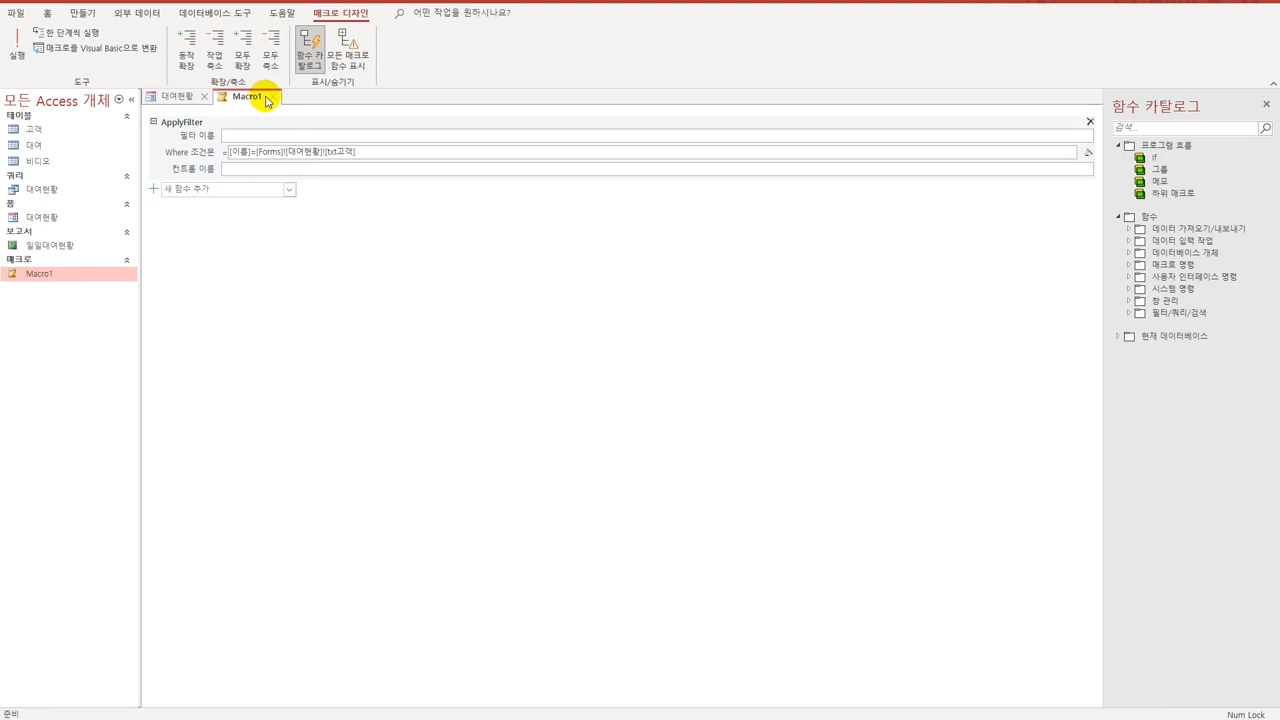 파일 홈 만들기 외부 데이터 데이터베이스 도구 도움말 매크로 디자인 어떤 작업을 원하시나요?
실행
한 단계씩 실행
매크로를 Visual Basic으로 변환
도구
동작 확장
작업 축소
모두 확장
모두 축소
확장/축소
함수 카탈로그
모든 매크로 함수 표시
표시/숨기기
모든 Access 개체
테이블
고객
대여
비디오
쿼리
대여현황
폼
대여현황
보고서
일일대여현황
매크로
Macro1
대여현황 Macro1
ApplyFilter
필터 이름
Where 조건문 = [이름]=[Forms]![대여현황]![txt고객]
컨트롤 이름
새 함수 추가
함수 카탈로그
검색...
프로그램 흐름
If
그룹
메모
하위 매크로
함수
데이터 가져오기/내보내기
데이터 입력 작업
데이터베이스 개체
매크로 명령
사용자 인터페이스 명령
시스템 명령
창 관리
필터/쿼리/검색
현재 데이터베이스
준비
Num Lock